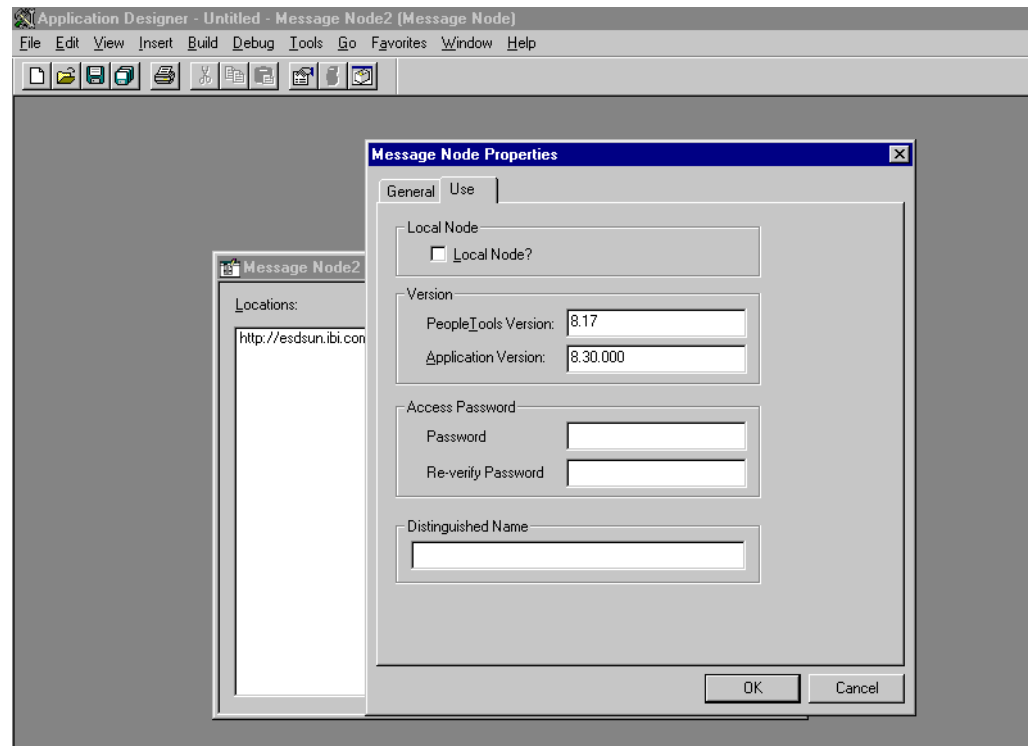 Application Designer - Untitled - Message Node2 (Message Node)
File Edit View Insert Build Debug Tools Go Favorites Window Help
Message Node Properties
General Use
Local Node
Local Node?
Message Node2
Version
Locations:
PeopleTools Version: 8.17
http://esdsun.ibi.com
Application Version: 8.30.000
Access Password
Password
Re-verify Password
Distinguished Name
OK Cancel